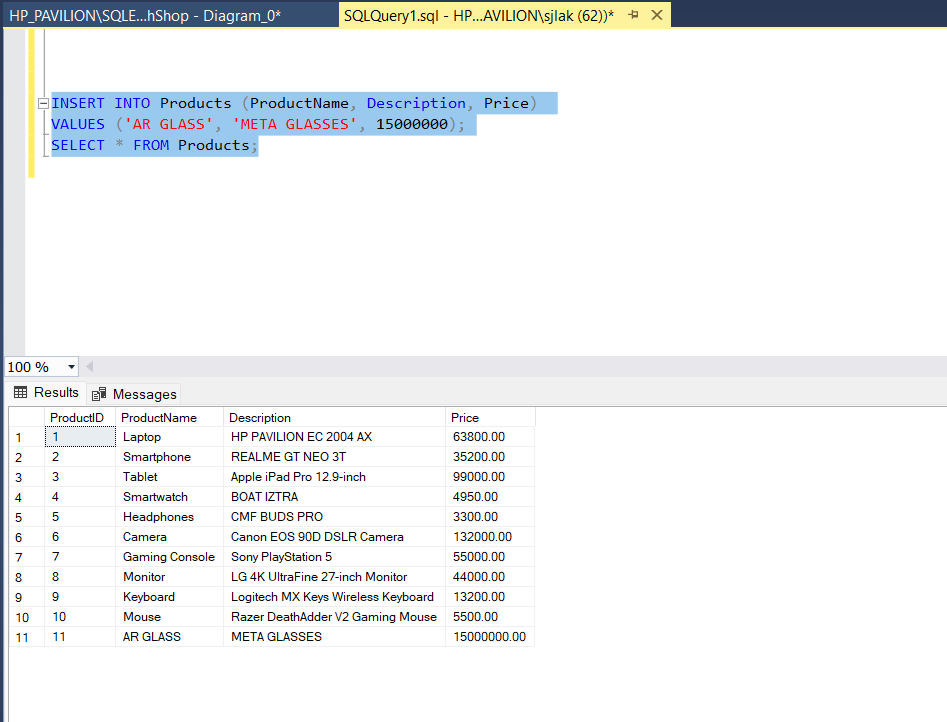 HP_PAVILION\SQLE...hShop - Diagram_0* SQLQuery1.sql - HP...AVILION\sjlak (62))*
INSERT INTO Products (ProductName, Description, Price)
VALUES ('AR GLASS', 'META GLASSES', 15000000);
SELECT * FROM Products;
100 %
Results Messages
ProductID ProductName Description Price
1 1 Laptop HP PAVILION EC 2004 AX 63800.00
2 2 Smartphone REALME GT NEO 3T 35200.00
3 3 Tablet Apple iPad Pro 12.9-inch 99000.00
4 4 Smartwatch BOAT IZTRA 4950.00
5 5 Headphones CMF BUDS PRO 3300.00
6 6 Camera Canon EOS 90D DSLR Camera 132000.00
7 7 Gaming Console Sony PlayStation 5 55000.00
8 8 Monitor LG 4K UltraFine 27-inch Monitor 44000.00
9 9 Keyboard Logitech MX Keys Wireless Keyboard 13200.00
10 10 Mouse Razer DeathAdder V2 Gaming Mouse 5500.00
11 11 AR GLASS META GLASSES 15000000.00